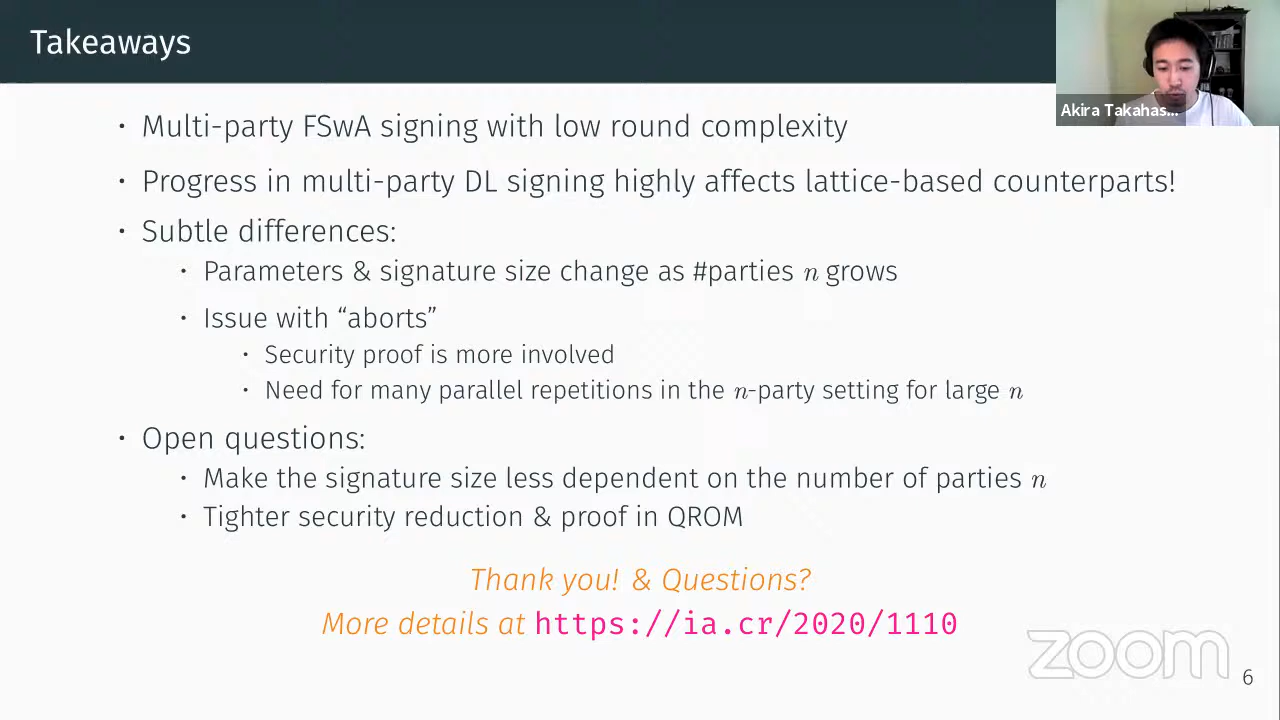 Takeaways
Akira Takahas...
· Multi-party FSwA signing with low round complexity
· Progress in multi-party DL signing highly affects lattice-based counterparts!
· Subtle differences:
· Parameters & signature size change as #parties n grows
· Issue with “aborts”
· Security proof is more involved
· Need for many parallel repetitions in the n-party setting for large n
· Open questions:
· Make the signature size less dependent on the number of parties n
· Tighter security reduction & proof in QROM
Thank you! & Questions?
More details at https://ia.cr/2020/1110
zoom
6